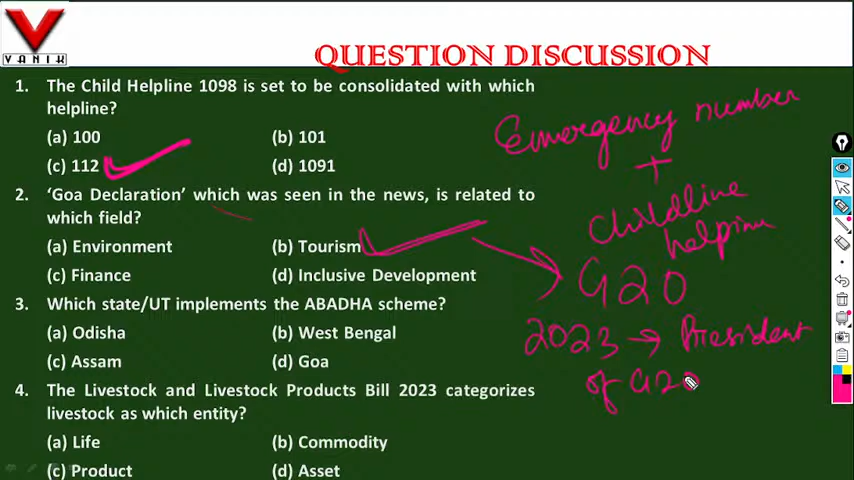 VANIK
QUESTION DISCUSSION
1. The Child Helpline 1098 is set to be consolidated with which
helpline?
(a) 100 (b) 101
(c) 112 (d) 1091
2. ‘Goa Declaration’ which was seen in the news, is related to
which field?
(a) Environment (b) Tourism
(c) Finance (d) Inclusive Development
3. Which state/UT implements the ABADHA scheme?
(a) Odisha (b) West Bengal
(c) Assam (d) Goa
4. The Livestock and Livestock Products Bill 2023 categorizes
livestock as which entity?
(a) Life (b) Commodity
(c) Product (d) Asset
Emergency number
+
Childline
helpline
G20
2023 → President
of G20